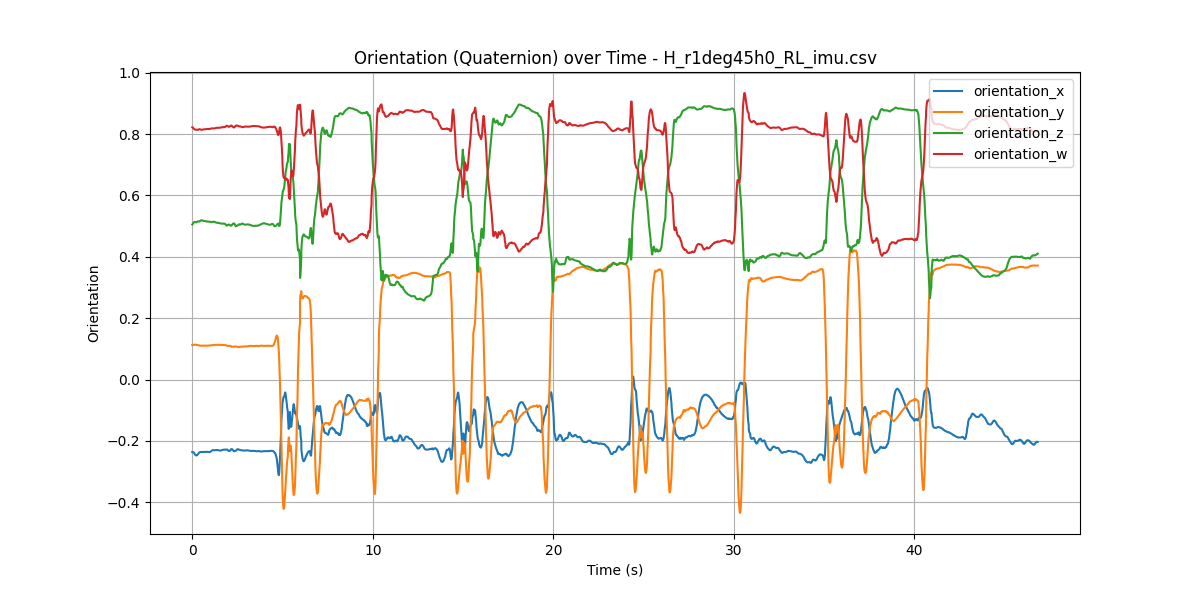 Orientation (Quaternion) over Time - H_r1deg45h0_RL_imu.csv
1.0
0.8
0.6
0.4
0.2
0.0
−0.2
−0.4
Orientation
0 10 20 30 40
Time (s)
orientation_x
orientation_y
orientation_z
orientation_w